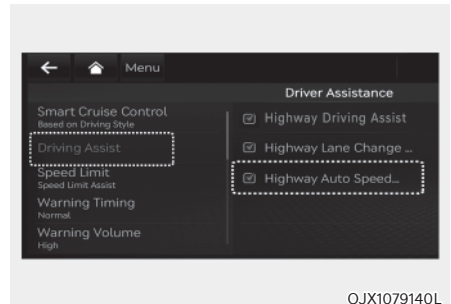 Menu
Driver Assistance
Smart Cruise Control
Based on Driving Style
Driving Assist
Speed Limit
Speed Limit Assist
Warning Timing
Normal
Warning Volume
High
Highway Driving Assist
Highway Lane Change ...
Highway Auto Speed...
OJX1079140L